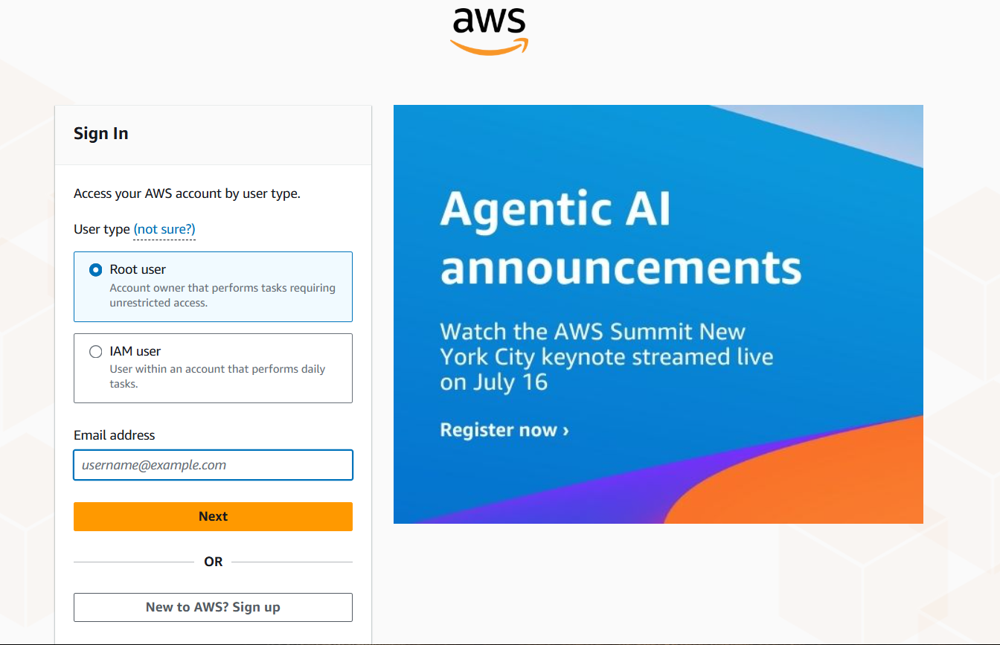 aws
Sign In
Access your AWS account by user type.
User type (not sure?)
Root user
Account owner that performs tasks requiring
unrestricted access.
IAM user
User within an account that performs daily
tasks.
Email address
username@example.com
Next
OR
New to AWS? Sign up
Agentic AI
announcements
Watch the AWS Summit New
York City keynote streamed live
on July 16
Register now ›